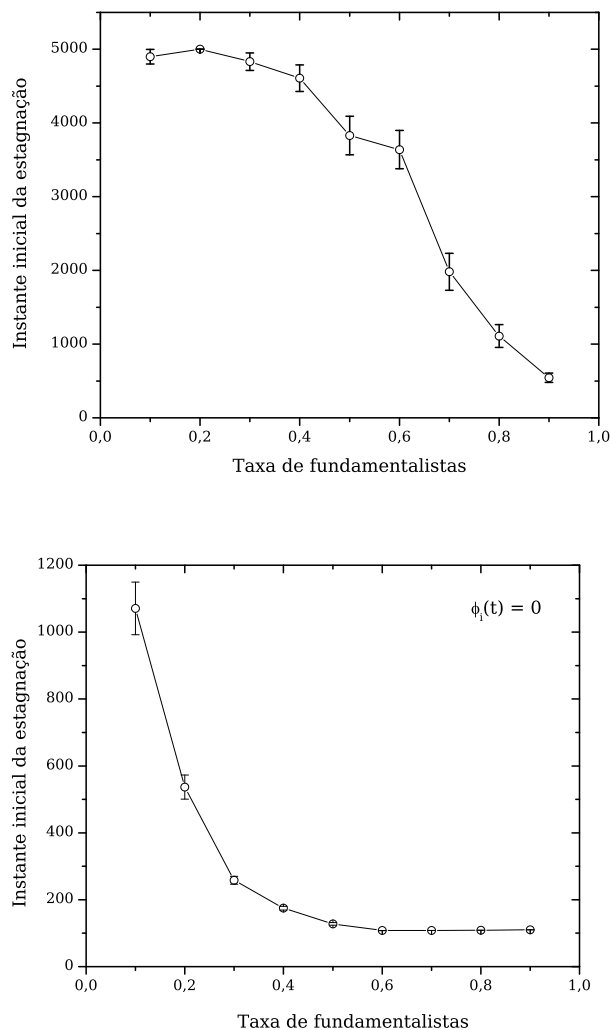 5000
4000
3000
2000
1000
0
0,0 0,2 0,4 0,6 0,8 1,0
Instante inicial da estagnação
Taxa de fundamentalistas
1200
1000
800
600
400
200
0
0,0 0,2 0,4 0,6 0,8 1,0
ϕᵢ(t) = 0
Instante inicial da estagnação
Taxa de fundamentalistas